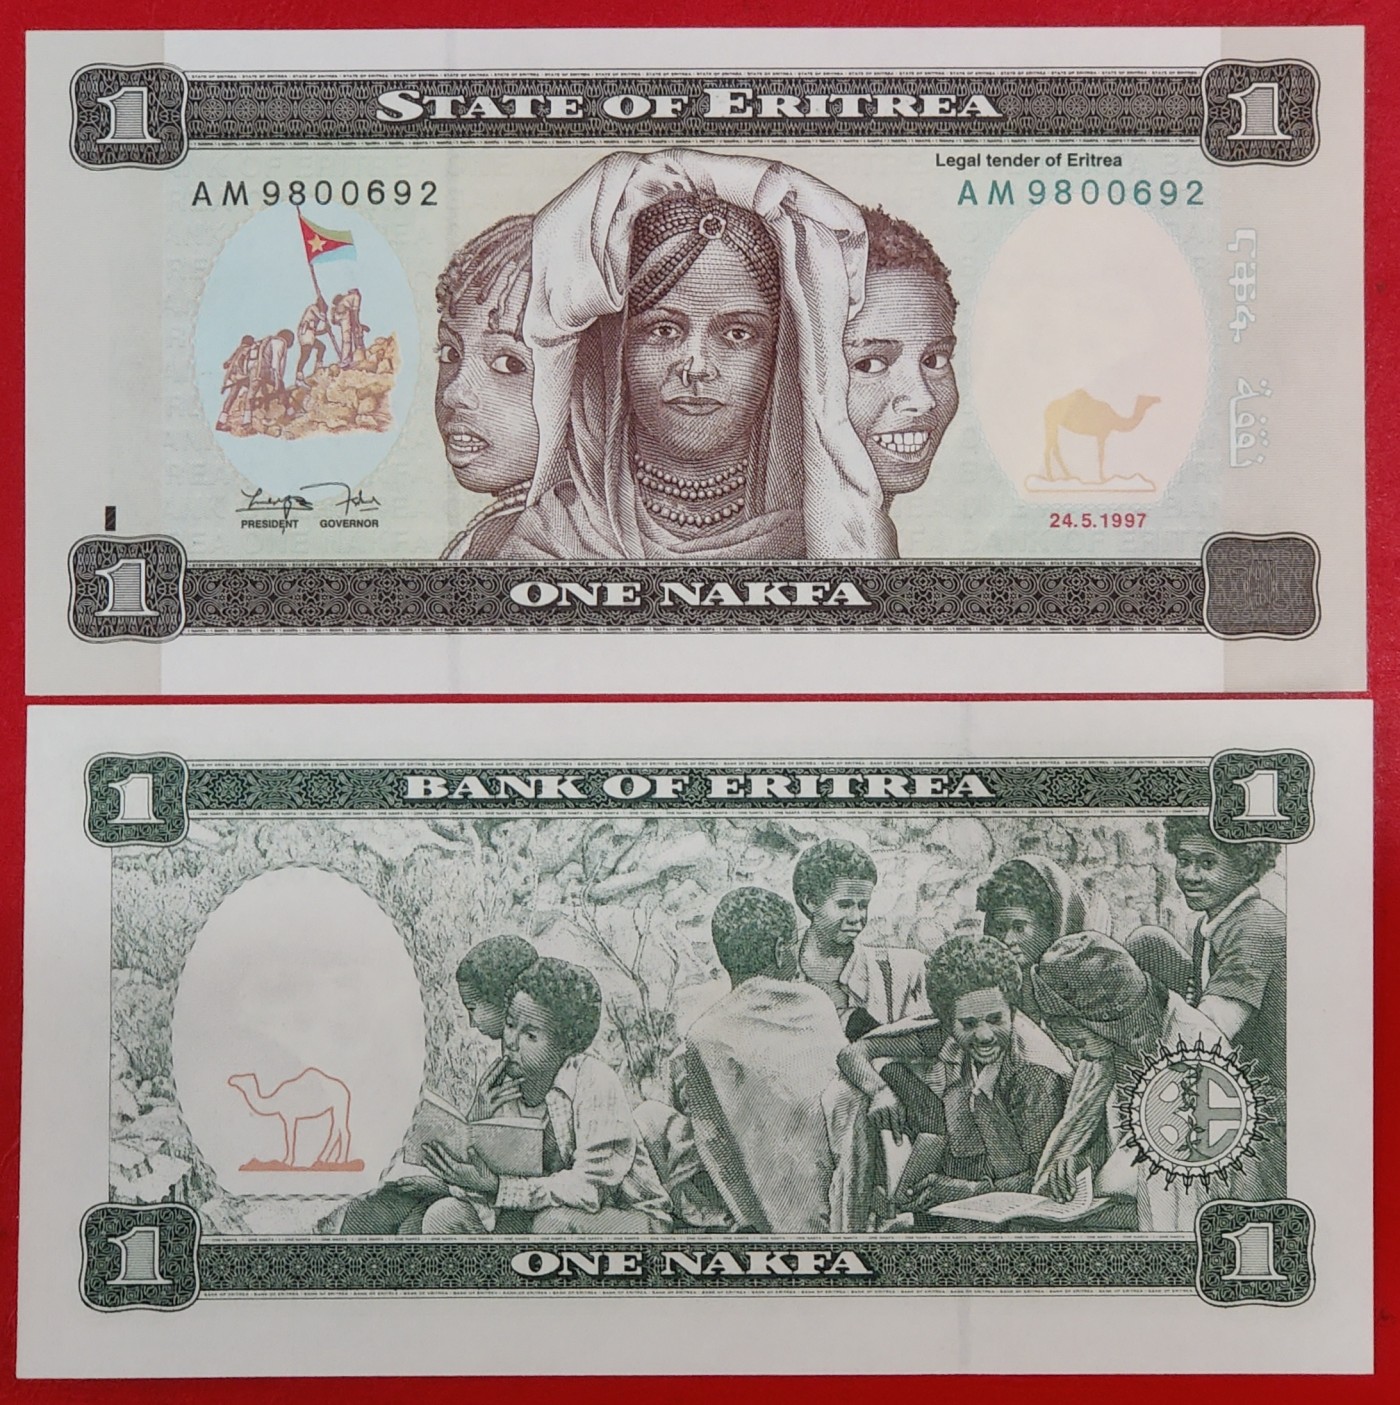 1
STATE OF ERITREA
1
Legal tender of Eritrea
AM9800692
AM9800692
ናቕፋ
نقفة
PRESIDENT
GOVERNOR
24.5.1997
1
ONE NAKFA
1
BANK OF ERITREA
1
1
ONE NAKFA
1